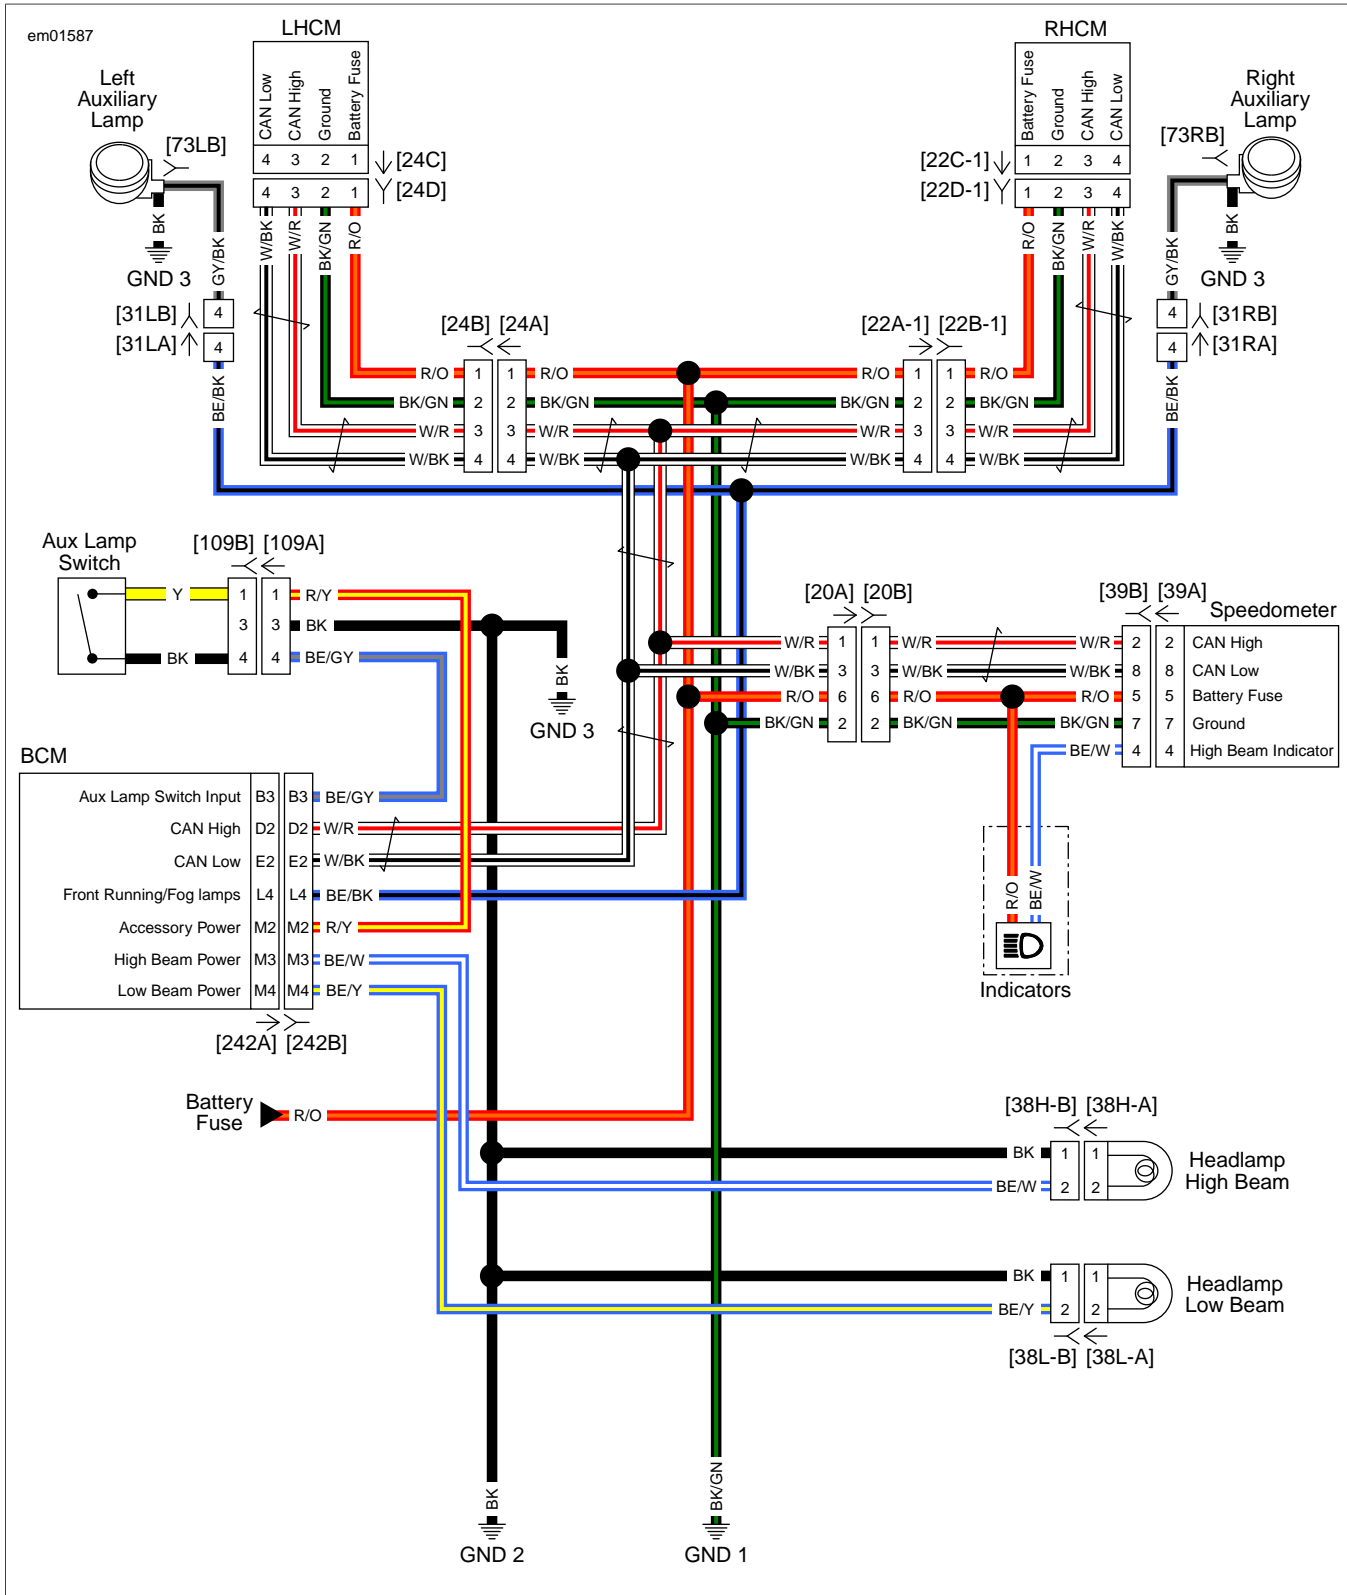 em01587
LHCM
RHCM
Left
Auxiliary
Lamp
Right
Auxiliary
Lamp
CAN Low
CAN High
Ground
Battery Fuse
Battery Fuse
Ground
CAN High
CAN Low
[73LB]
[73RB]
4 3 2 1
[24C]
[22C-1]
1 2 3 4
4 3 2 1
[24D]
[22D-1]
1 2 3 4
BK
GY/BK
W/BK
W/R
BK/GN
R/O
R/O
BK/GN
W/R
W/BK
GY/BK
BK
GND 3
GND 3
[31LB]
4
4
[31RB]
[31LA]
4
4
[31RA]
BE/BK
BE/BK
[24B] [24A]
[22A-1] [22B-1]
R/O 1 1 R/O R/O 1 1 R/O
BK/GN 2 2 BK/GN BK/GN 2 2 BK/GN
W/R 3 3 W/R W/R 3 3 W/R
W/BK 4 4 W/BK W/BK 4 4 W/BK
Aux Lamp
Switch
[109B] [109A]
Y 1 1 R/Y
3 3 BK
BK 4 4 BE/GY
BK
GND 3
[20A] [20B]
[39B] [39A]
Speedometer
W/R 1 1 W/R W/R 2 2 CAN High
W/BK 3 3 W/BK W/BK 8 8 CAN Low
R/O 6 6 R/O R/O 5 5 Battery Fuse
BK/GN 2 2 BK/GN BK/GN 7 7 Ground
BE/W 4 4 High Beam Indicator
R/O
BE/W
Indicators
BCM
Aux Lamp Switch Input B3 B3 BE/GY
CAN High D2 D2 W/R
CAN Low E2 E2 W/BK
Front Running/Fog lamps L4 L4 BE/BK
Accessory Power M2 M2 R/Y
High Beam Power M3 M3 BE/W
Low Beam Power M4 M4 BE/Y
[242A] [242B]
Battery
Fuse
R/O
[38H-B] [38H-A]
BK 1 1
BE/W 2 2
Headlamp
High Beam
BK 1 1
BE/Y 2 2
Headlamp
Low Beam
[38L-B] [38L-A]
BK
BK/GN
GND 2
GND 1